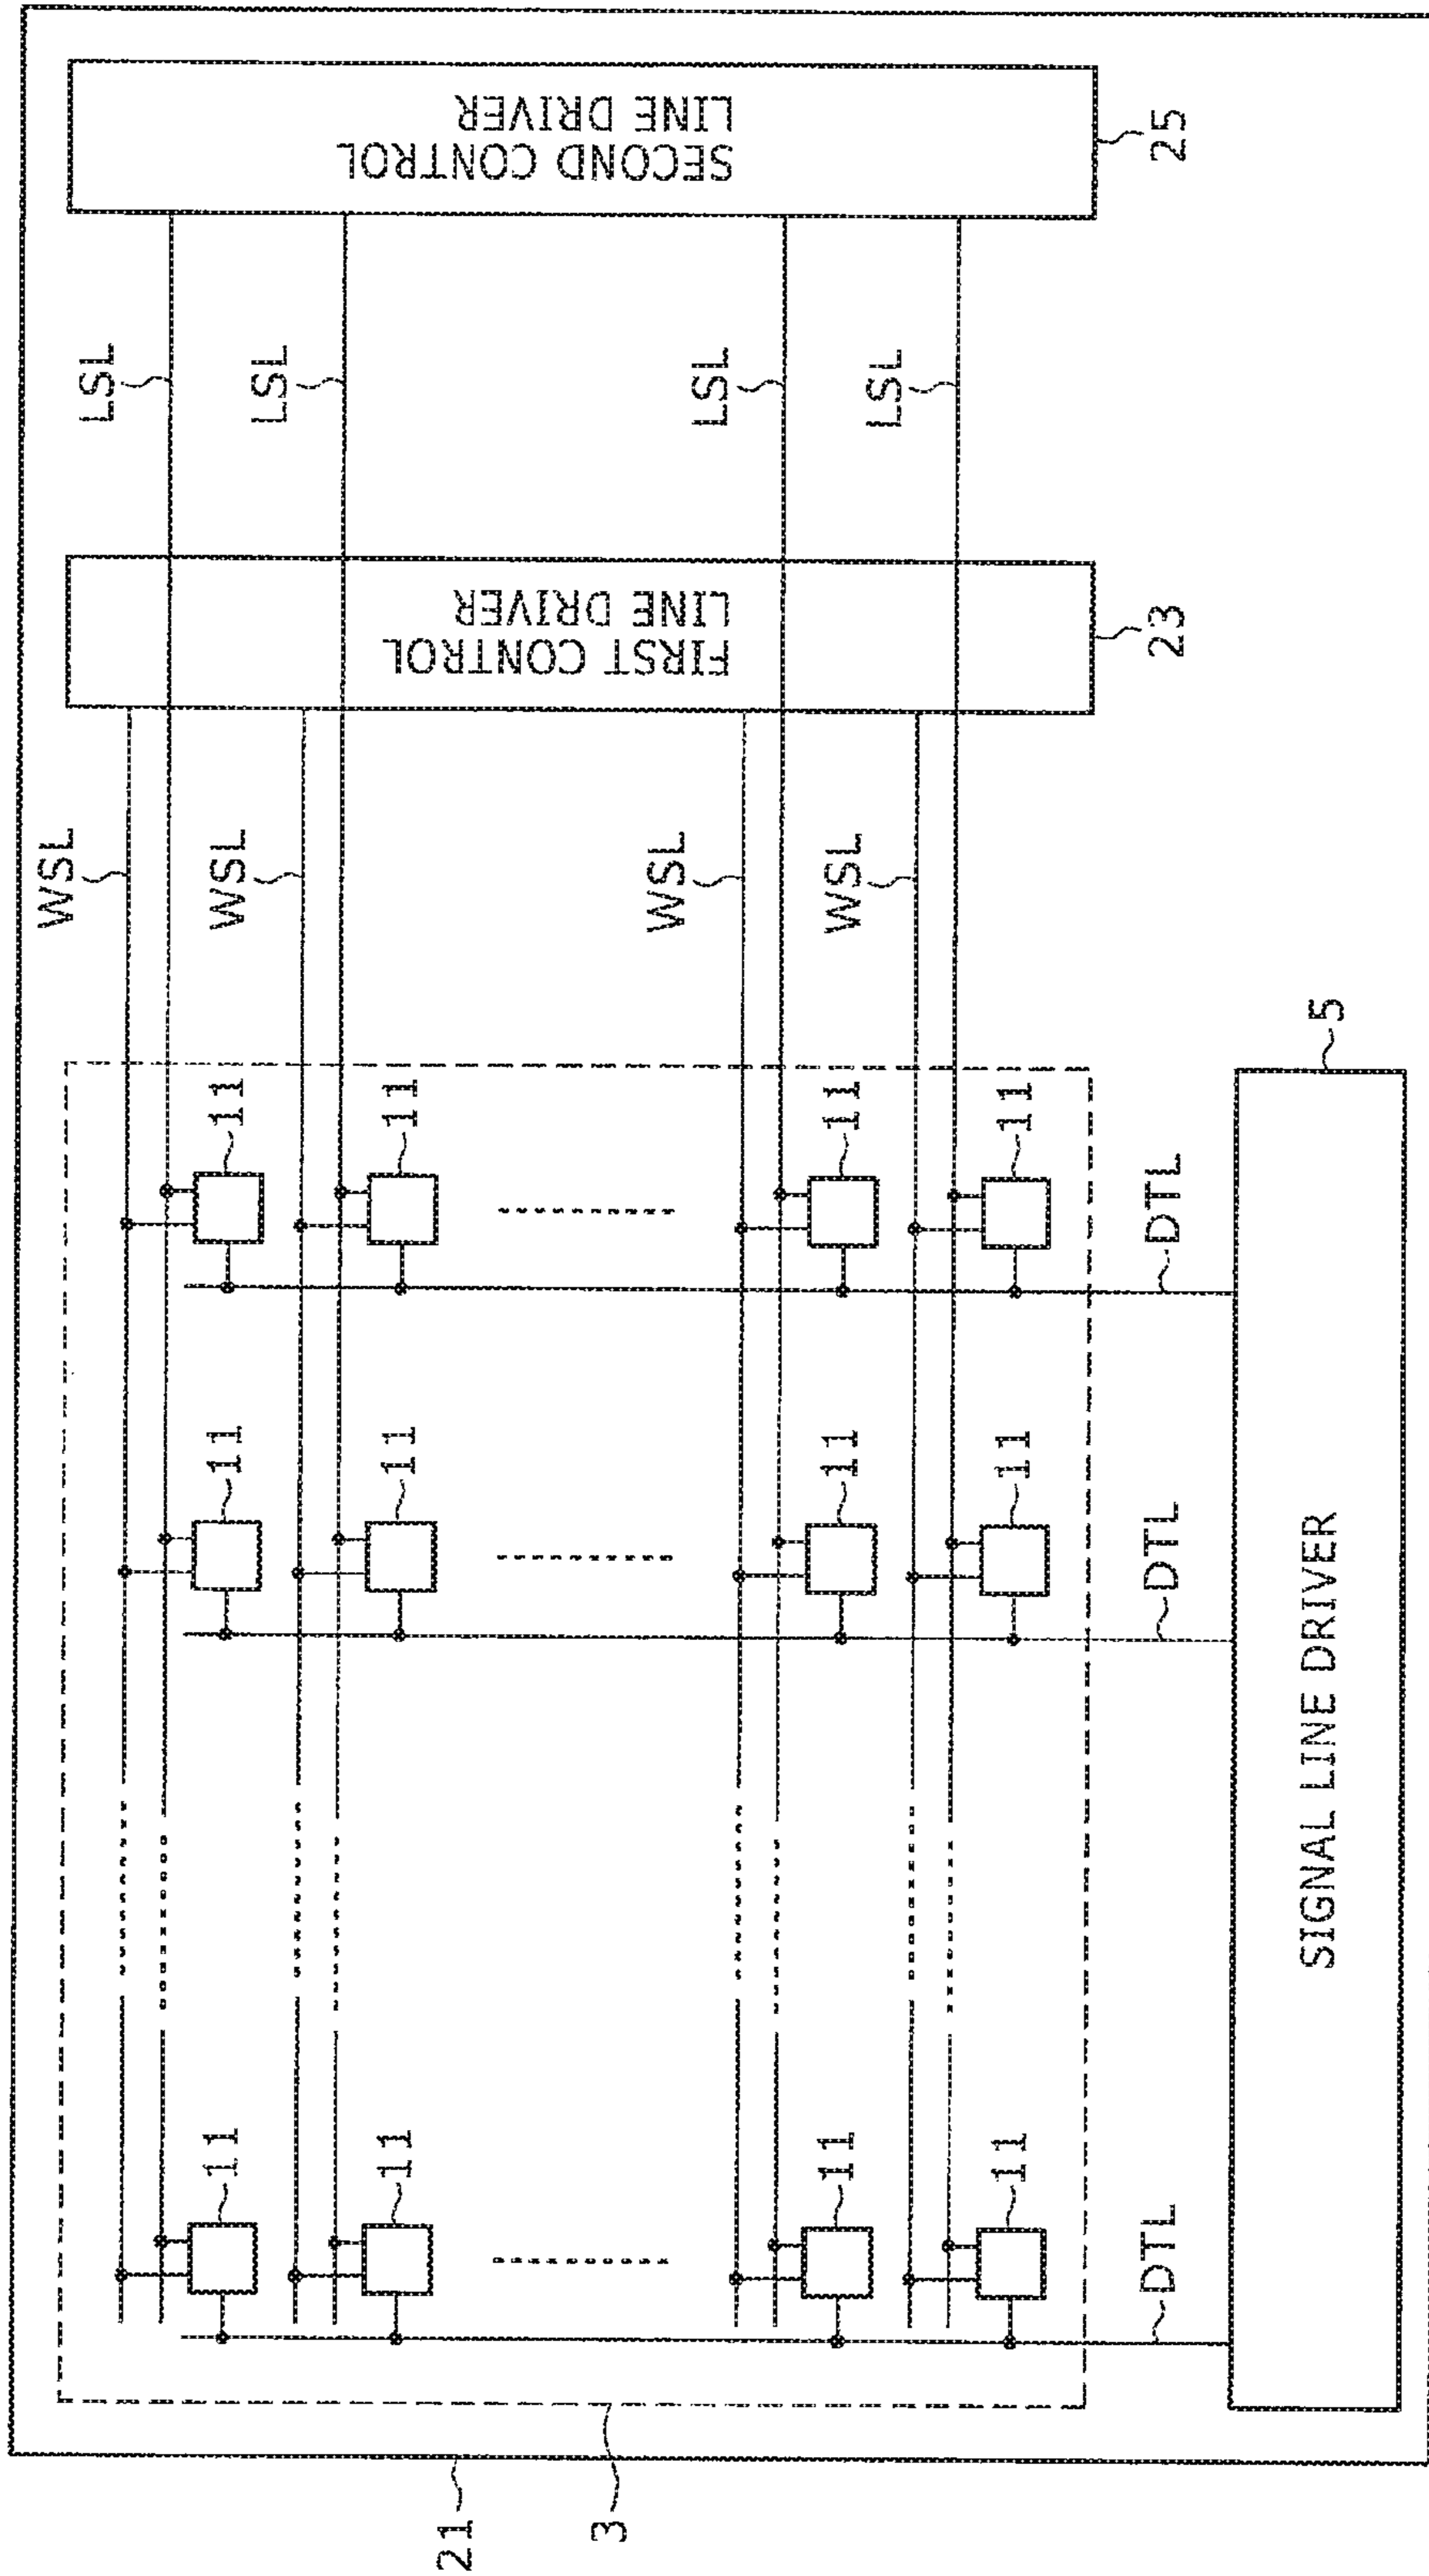 SECOND CONTROL
LINE DRIVER
25
LSL
LSL
LSL
LSL
FIRST CONTROL
LINE DRIVER
23
WSL
WSL
WSL
WSL
5
11
11
11
11
DTL
11
11
11
11
DTL
SIGNAL LINE DRIVER
11
11
11
11
DTL
21
3